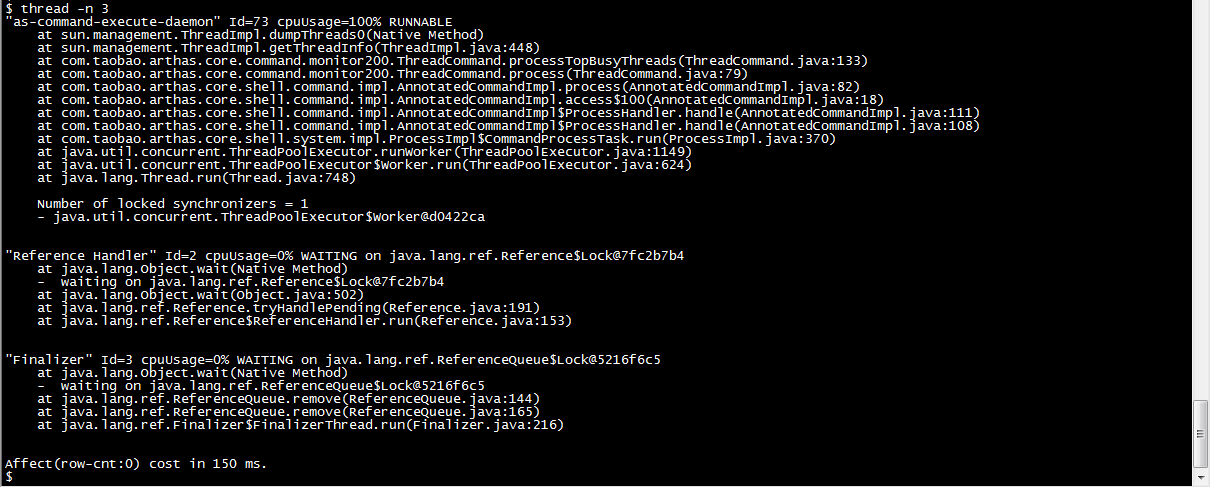 $ thread -n 3
"as-command-execute-daemon" Id=73 cpuUsage=100% RUNNABLE
    at sun.management.ThreadImpl.dumpThreads0(Native Method)
    at sun.management.ThreadImpl.getThreadInfo(ThreadImpl.java:448)
    at com.taobao.arthas.core.command.monitor200.ThreadCommand.processTopBusyThreads(ThreadCommand.java:133)
    at com.taobao.arthas.core.command.monitor200.ThreadCommand.process(ThreadCommand.java:79)
    at com.taobao.arthas.core.shell.command.impl.AnnotatedCommandImpl.process(AnnotatedCommandImpl.java:82)
    at com.taobao.arthas.core.shell.command.impl.AnnotatedCommandImpl.access$100(AnnotatedCommandImpl.java:18)
    at com.taobao.arthas.core.shell.command.impl.AnnotatedCommandImpl$ProcessHandler.handle(AnnotatedCommandImpl.java:111)
    at com.taobao.arthas.core.shell.command.impl.AnnotatedCommandImpl$ProcessHandler.handle(AnnotatedCommandImpl.java:108)
    at com.taobao.arthas.core.shell.system.impl.ProcessImpl$CommandProcessTask.run(ProcessImpl.java:370)
    at java.util.concurrent.ThreadPoolExecutor.runWorker(ThreadPoolExecutor.java:1149)
    at java.util.concurrent.ThreadPoolExecutor$Worker.run(ThreadPoolExecutor.java:624)
    at java.lang.Thread.run(Thread.java:748)

    Number of locked synchronizers = 1
    - java.util.concurrent.ThreadPoolExecutor$Worker@d0422ca

"Reference Handler" Id=2 cpuUsage=0% WAITING on java.lang.ref.Reference$Lock@7fc2b7b4
    at java.lang.Object.wait(Native Method)
    -  waiting on java.lang.ref.Reference$Lock@7fc2b7b4
    at java.lang.Object.wait(Object.java:502)
    at java.lang.ref.Reference.tryHandlePending(Reference.java:191)
    at java.lang.ref.Reference$ReferenceHandler.run(Reference.java:153)

"Finalizer" Id=3 cpuUsage=0% WAITING on java.lang.ref.ReferenceQueue$Lock@5216f6c5
    at java.lang.Object.wait(Native Method)
    -  waiting on java.lang.ref.ReferenceQueue$Lock@5216f6c5
    at java.lang.ref.ReferenceQueue.remove(ReferenceQueue.java:144)
    at java.lang.ref.ReferenceQueue.remove(ReferenceQueue.java:165)
    at java.lang.ref.Finalizer$FinalizerThread.run(Finalizer.java:216)

Affect(row-cnt:0) cost in 150 ms.
$